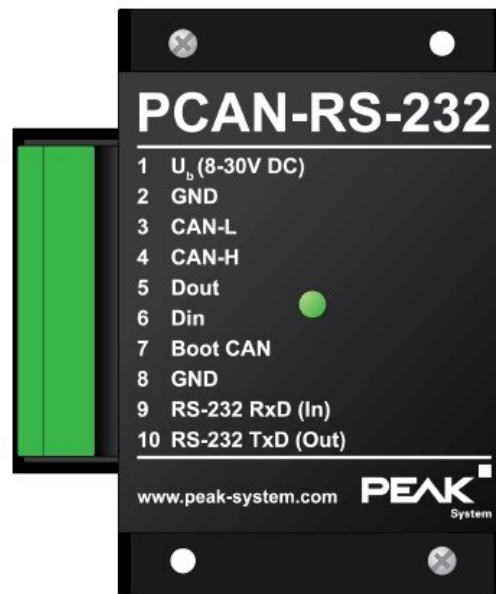 PCAN-RS-232
1 U_b (8-30V DC)
2 GND
3 CAN-L
4 CAN-H
5 Dout
6 Din
7 Boot CAN
8 GND
9 RS-232 RxD (In)
10 RS-232 TxD (Out)
www.peak-system.com PEAK
System